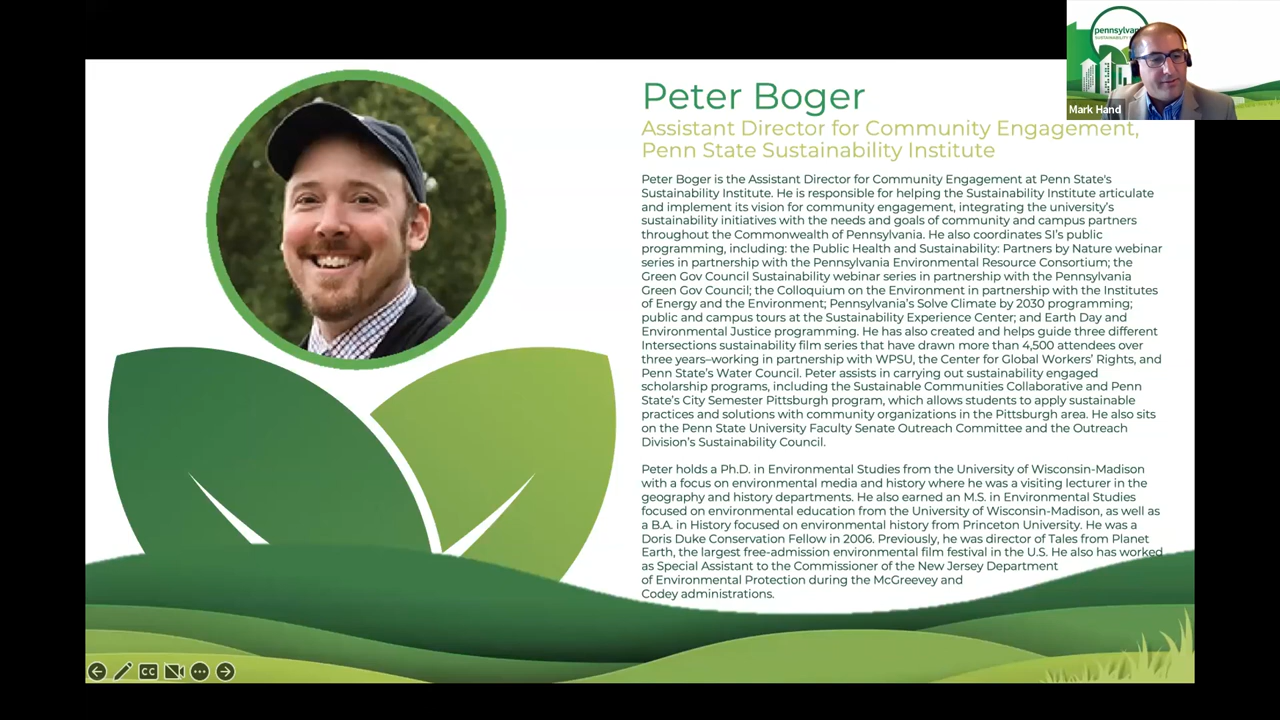 pennsylvan
Mark Hand
Peter Boger
Assistant Director for Community Engagement,
Penn State Sustainability Institute
Peter Boger is the Assistant Director for Community Engagement at Penn State's
Sustainability Institute. He is responsible for helping the Sustainability Institute articulate
and implement its vision for community engagement, integrating the university's
sustainability initiatives with the needs and goals of community and campus partners
throughout the Commonwealth of Pennsylvania. He also coordinates SI's public
programming, including: the Public Health and Sustainability: Partners by Nature webinar
series in partnership with the Pennsylvania Environmental Resource Consortium; the
Green Gov Council Sustainability webinar series in partnership with the Pennsylvania
Green Gov Council; the Colloquium on the Environment in partnership with the Institutes
of Energy and the Environment; Pennsylvania's Solve Climate by 2030 programming;
public and campus tours at the Sustainability Experience Center; and Earth Day and
Environmental Justice programming. He has also created and helps guide three different
Intersections sustainability film series that have drawn more than 4,500 attendees over
three years–working in partnership with WPSU, the Center for Global Workers' Rights, and
Penn State's Water Council. Peter assists in carrying out sustainability engaged
scholarship programs, including the Sustainable Communities Collaborative and Penn
State's City Semester Pittsburgh program, which allows students to apply sustainable
practices and solutions with community organizations in the Pittsburgh area. He also sits
on the Penn State University Faculty Senate Outreach Committee and the Outreach
Division's Sustainability Council.
Peter holds a Ph.D. in Environmental Studies from the University of Wisconsin-Madison
with a focus on environmental media and history where he was a visiting lecturer in the
geography and history departments. He also earned an M.S. in Environmental Studies
focused on environmental education from the University of Wisconsin-Madison, as well as
a B.A. in History focused on environmental history from Princeton University. He was a
Doris Duke Conservation Fellow in 2006. Previously, he was director of Tales from Planet
Earth, the largest free-admission environmental film festival in the U.S. He also has worked
as Special Assistant to the Commissioner of the New Jersey Department
of Environmental Protection during the McGreevey and
Codey administrations.
CC